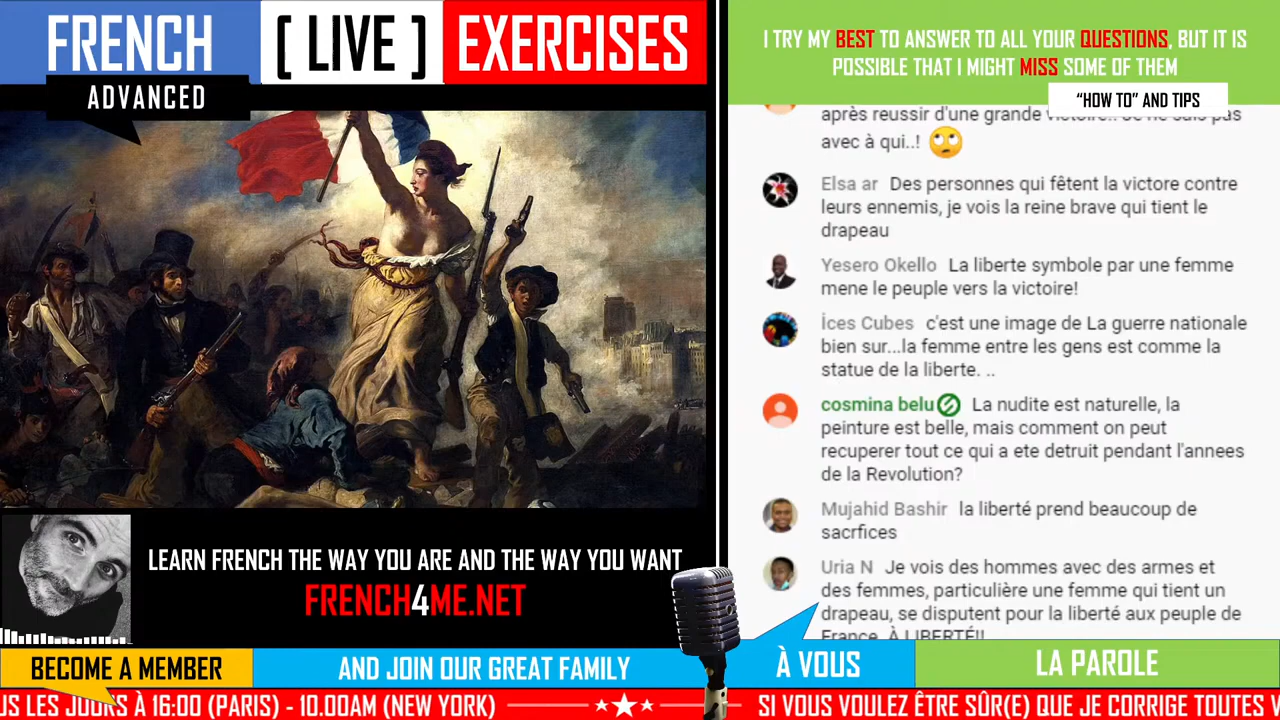 FRENCH [ LIVE ] EXERCISES
ADVANCED
I TRY MY BEST TO ANSWER TO ALL YOUR QUESTIONS, BUT IT IS
POSSIBLE THAT I MIGHT MISS SOME OF THEM
“HOW TO” AND TIPS
après reussir d'une grande victoire.. Je ne sais pas
avec à qui..! 🙄
Elsa ar Des personnes qui fêtent la victore contre
leurs ennemis, je vois la reine brave qui tient le
drapeau
Yesero Okello La liberte symbole par une femme
mene le peuple vers la victoire!
İces Cubes c'est une image de La guerre nationale
bien sur...la femme entre les gens est comme la
statue de la liberte. ..
cosmina belu La nudite est naturelle, la
peinture est belle, mais comment on peut
recuperer tout ce qui a ete detruit pendant l'annees
de la Revolution?
Mujahid Bashir la liberté prend beaucoup de
sacrfices
Uria N Je vois des hommes avec des armes et
des femmes, particulière une femme qui tient un
drapeau, se disputent pour la liberté aux peuple de
France, À LIBERTÉ!!
LEARN FRENCH THE WAY YOU ARE AND THE WAY YOU WANT
FRENCH4ME.NET
BECOME A MEMBER
AND JOIN OUR GREAT FAMILY
À VOUS
LA PAROLE
US LES JOURS À 16:00 (PARIS) - 10.00AM (NEW YORK)
SI VOUS VOULEZ ÊTRE SÛR(E) QUE JE CORRIGE TOUTES V